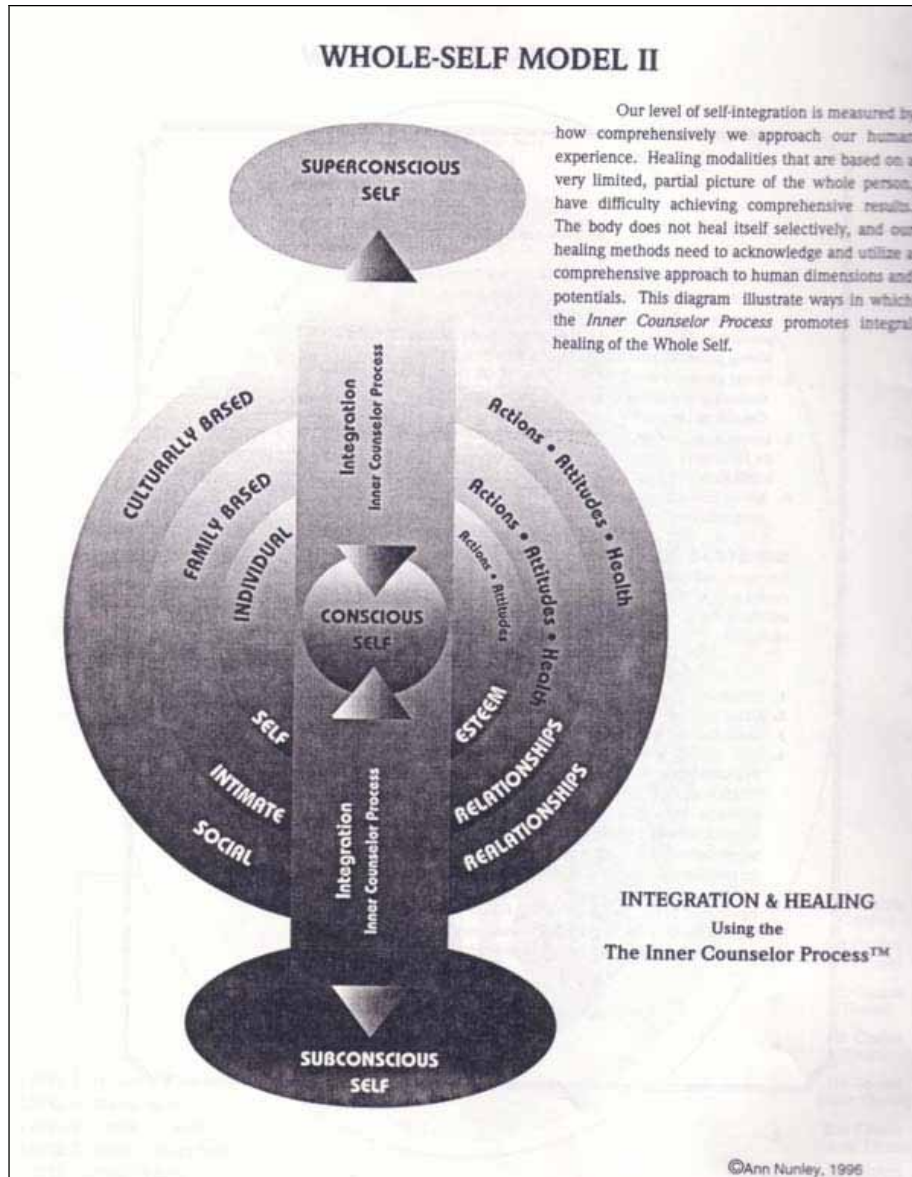 WHOLE-SELF MODEL II
Our level of self-integration is measured by
how comprehensively we approach our human
experience. Healing modalities that are based on a
very limited, partial picture of the whole person,
have difficulty achieving comprehensive results.
The body does not heal itself selectively, and our
healing methods need to acknowledge and utilize a
comprehensive approach to human dimensions and
potentials. This diagram illustrate ways in which
the Inner Counselor Process promotes integral
healing of the Whole Self.
SUPERCONSCIOUS
SELF
Integration
Inner Counselor Process
CULTURALLY BASED
FAMILY BASED
INDIVIDUAL
Actions • Attitudes • Health
Actions • Attitudes • Health
Actions • Attitudes
CONSCIOUS
SELF
SELF
ESTEEM
INTIMATE
RELATIONSHIPS
SOCIAL
REALATIONSHIPS
Integration
Inner Counselor Process
SUBCONSCIOUS
SELF
INTEGRATION & HEALING
Using the
The Inner Counselor Process™
©Ann Nunley, 1996